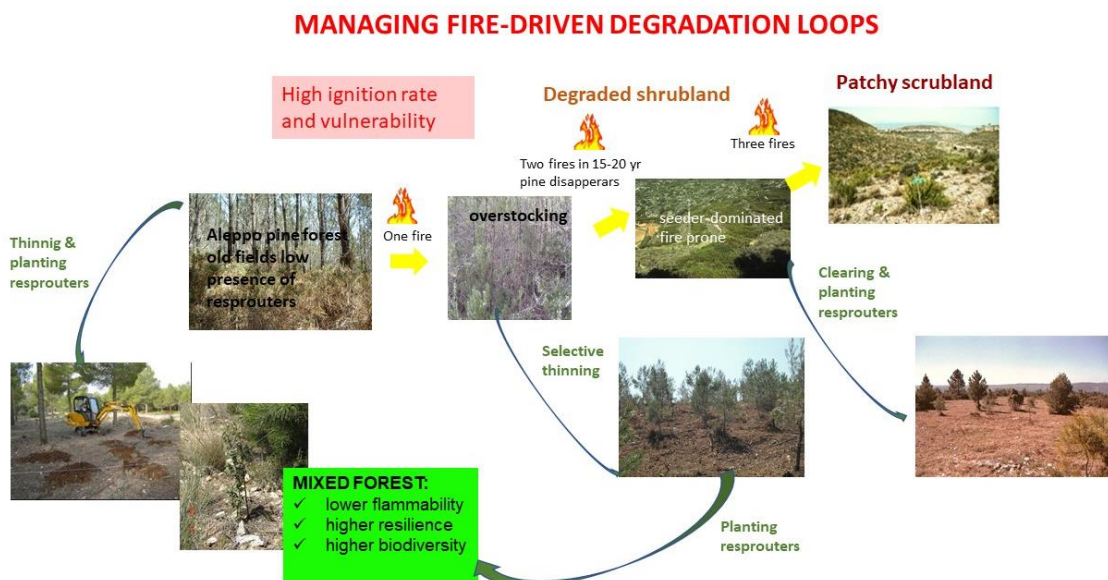 MANAGING FIRE-DRIVEN DEGRADATION LOOPS
High ignition rate
and vulnerability
Degraded shrubland
Patchy scrubland
Two fires in 15-20 yr
pine disapperars
Three fires
Thinnig &
planting
resprouters
Aleppo pine forest
old fields low
presence of
resprouters
One fire
overstocking
seeder-dominated
fire prone
Clearing &
planting
resprouters
Selective
thinning
MIXED FOREST:
✓ lower flammability
✓ higher resilience
✓ higher biodiversity
Planting
resprouters